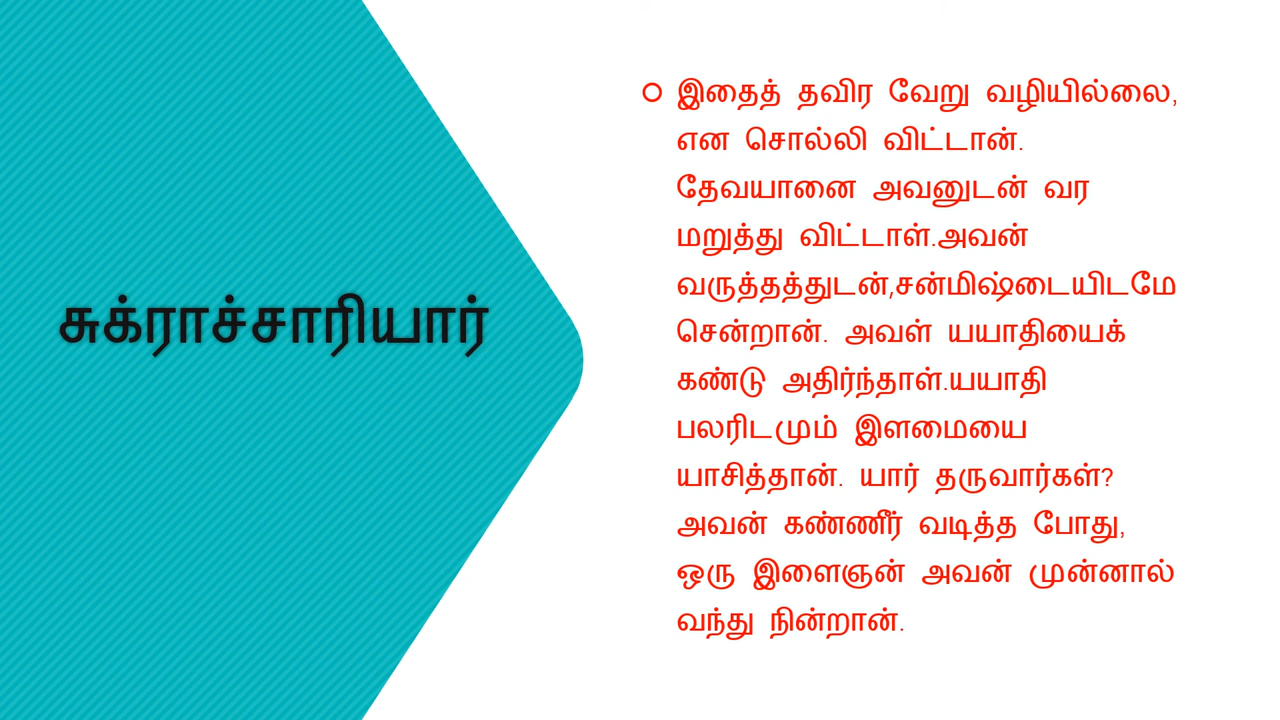 சுக்ராச்சாரியார்
இதைத் தவிர வேறு வழியில்லை,
என சொல்லி விட்டான்.
தேவயானை அவனுடன் வர
மறுத்து விட்டாள்.அவன்
வருத்தத்துடன்,சன்மிஷ்டையிடமே
சென்றான். அவள் யயாதியைக்
கண்டு அதிர்ந்தாள்.யயாதி
பலரிடமும் இளமையை
யாசித்தான். யார் தருவார்கள்?
அவன் கண்ணீர் வடித்த போது,
ஒரு இளைஞன் அவன் முன்னால்
வந்து நின்றான்.